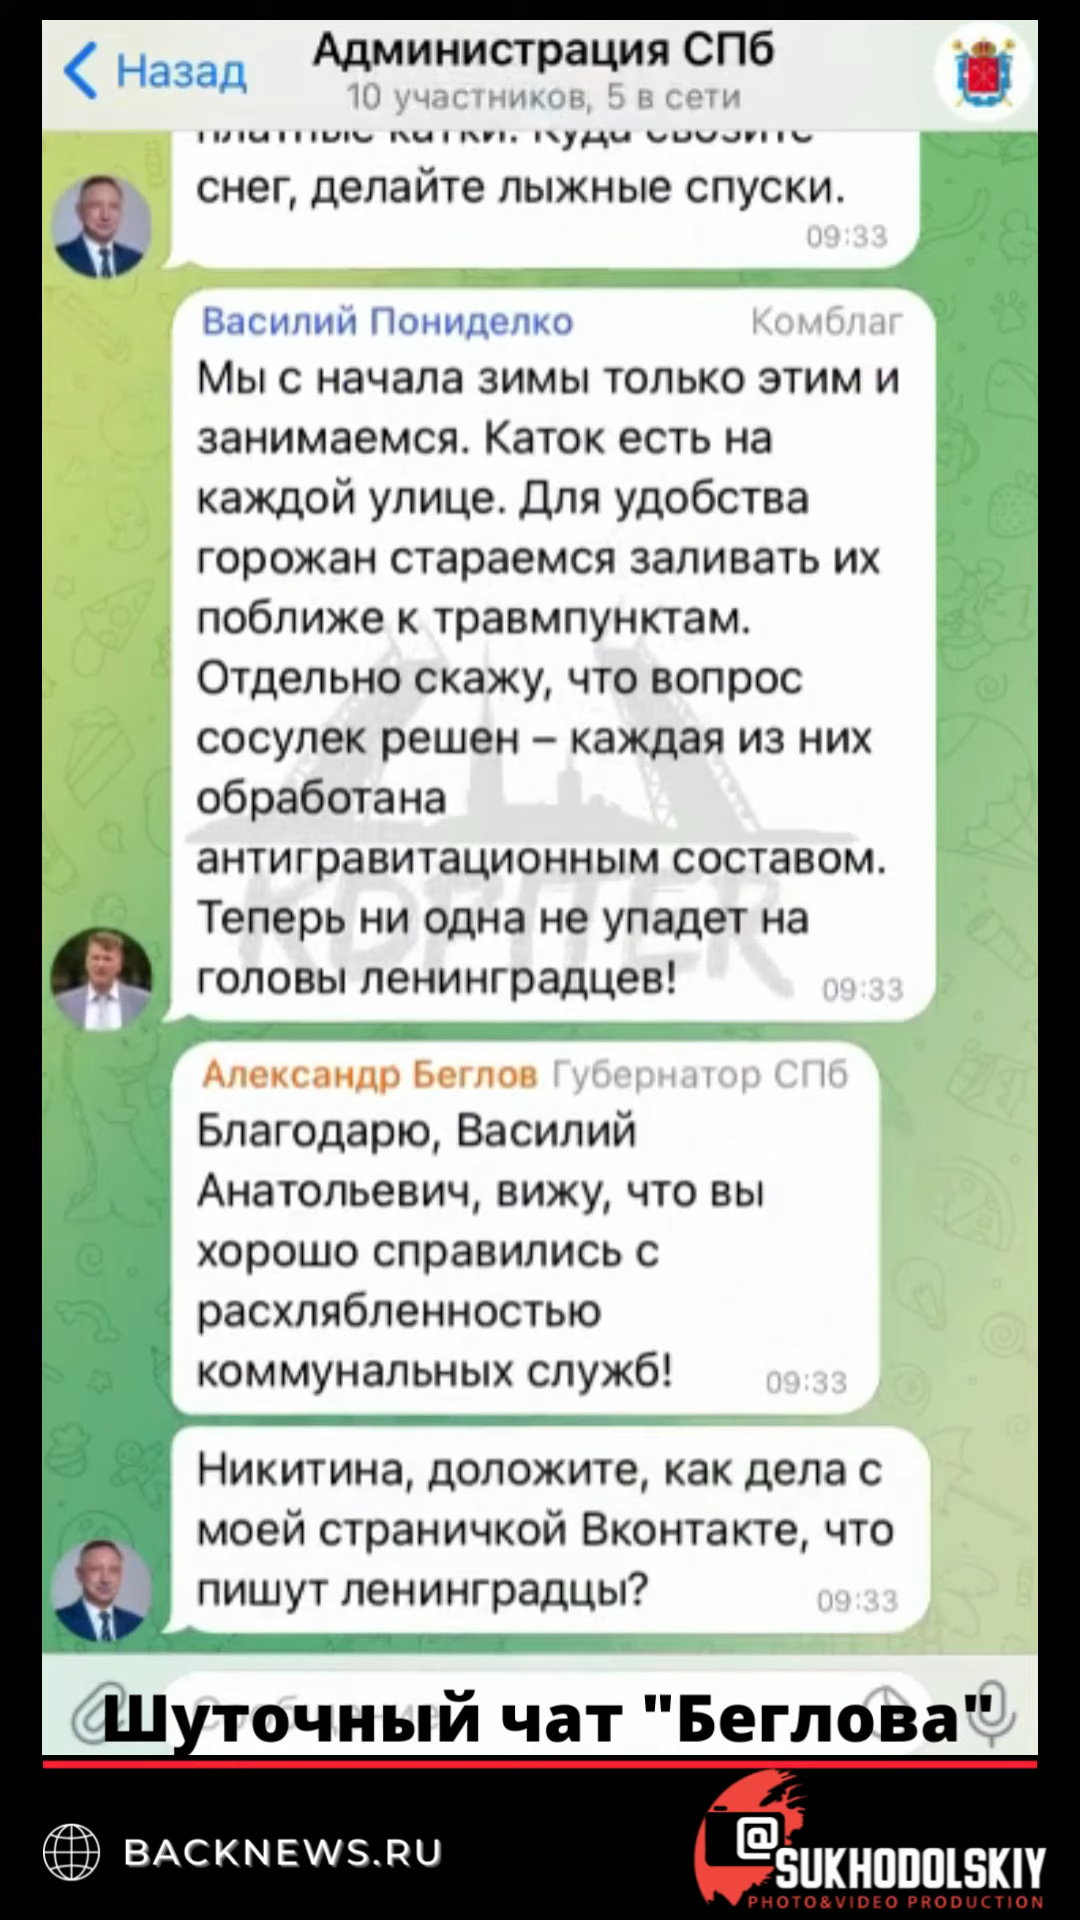 Назад
Администрация СПб
10 участников, 5 в сети
платные катки. Куда свозите
снег, делайте лыжные спуски.
09:33
Василий Пониделко Комблаг
Мы с начала зимы только этим и
занимаемся. Каток есть на
каждой улице. Для удобства
горожан стараемся заливать их
поближе к травмпунктам.
Отдельно скажу, что вопрос
сосулек решен – каждая из них
обработана
антигравитационным составом.
Теперь ни одна не упадет на
головы ленинградцев!
09:33
Александр Беглов Губернатор СПб
Благодарю, Василий
Анатольевич, вижу, что вы
хорошо справились с
расхлябленностью
коммунальных служб!
09:33
Никитина, доложите, как дела с
моей страничкой Вконтакте, что
пишут ленинградцы?
09:33
Сообщение
Шуточный чат "Беглова"
BACKNEWS.RU
@SUKHODOLSKIY
PHOTO&VIDEO PRODUCTION